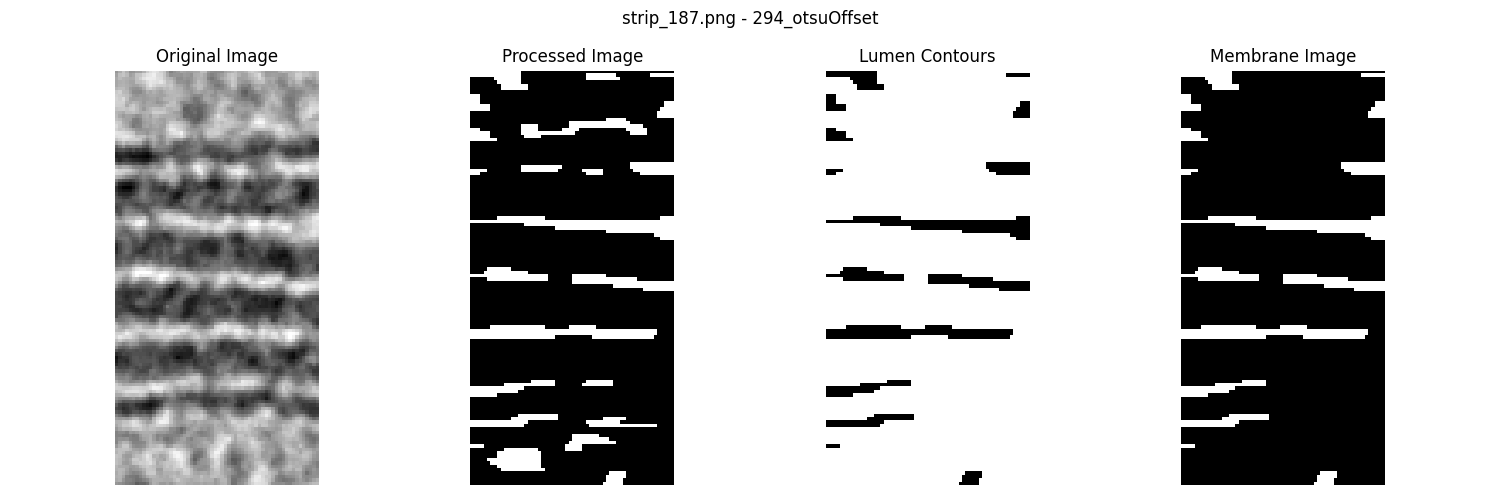 strip_187.png - 294_otsuOffset
Original Image
Processed Image
Lumen Contours
Membrane Image